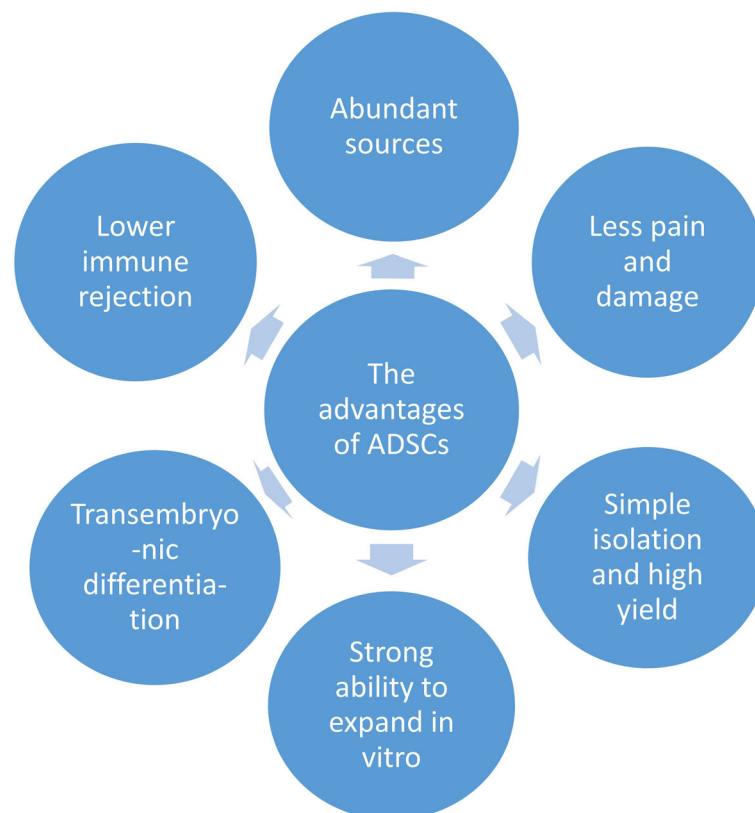 Abundant
sources
Lower
immune
rejection
Less pain
and
damage
The
advantages
of ADSCs
Transembryo
-nic
differentia-
tion
Simple
isolation
and high
yield
Strong
ability to
expand in
vitro